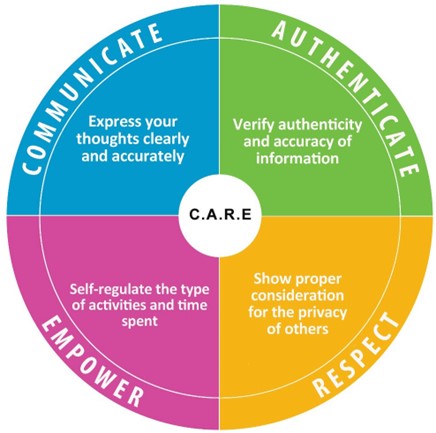 COMMUNICATE
Express your
thoughts clearly
and accurately
AUTHENTICATE
Verify authenticity
and accuracy of
information
C.A.R.E
EMPOWER
Self-regulate the type
of activities and time
spent
RESPECT
Show proper
consideration
for the privacy
of others